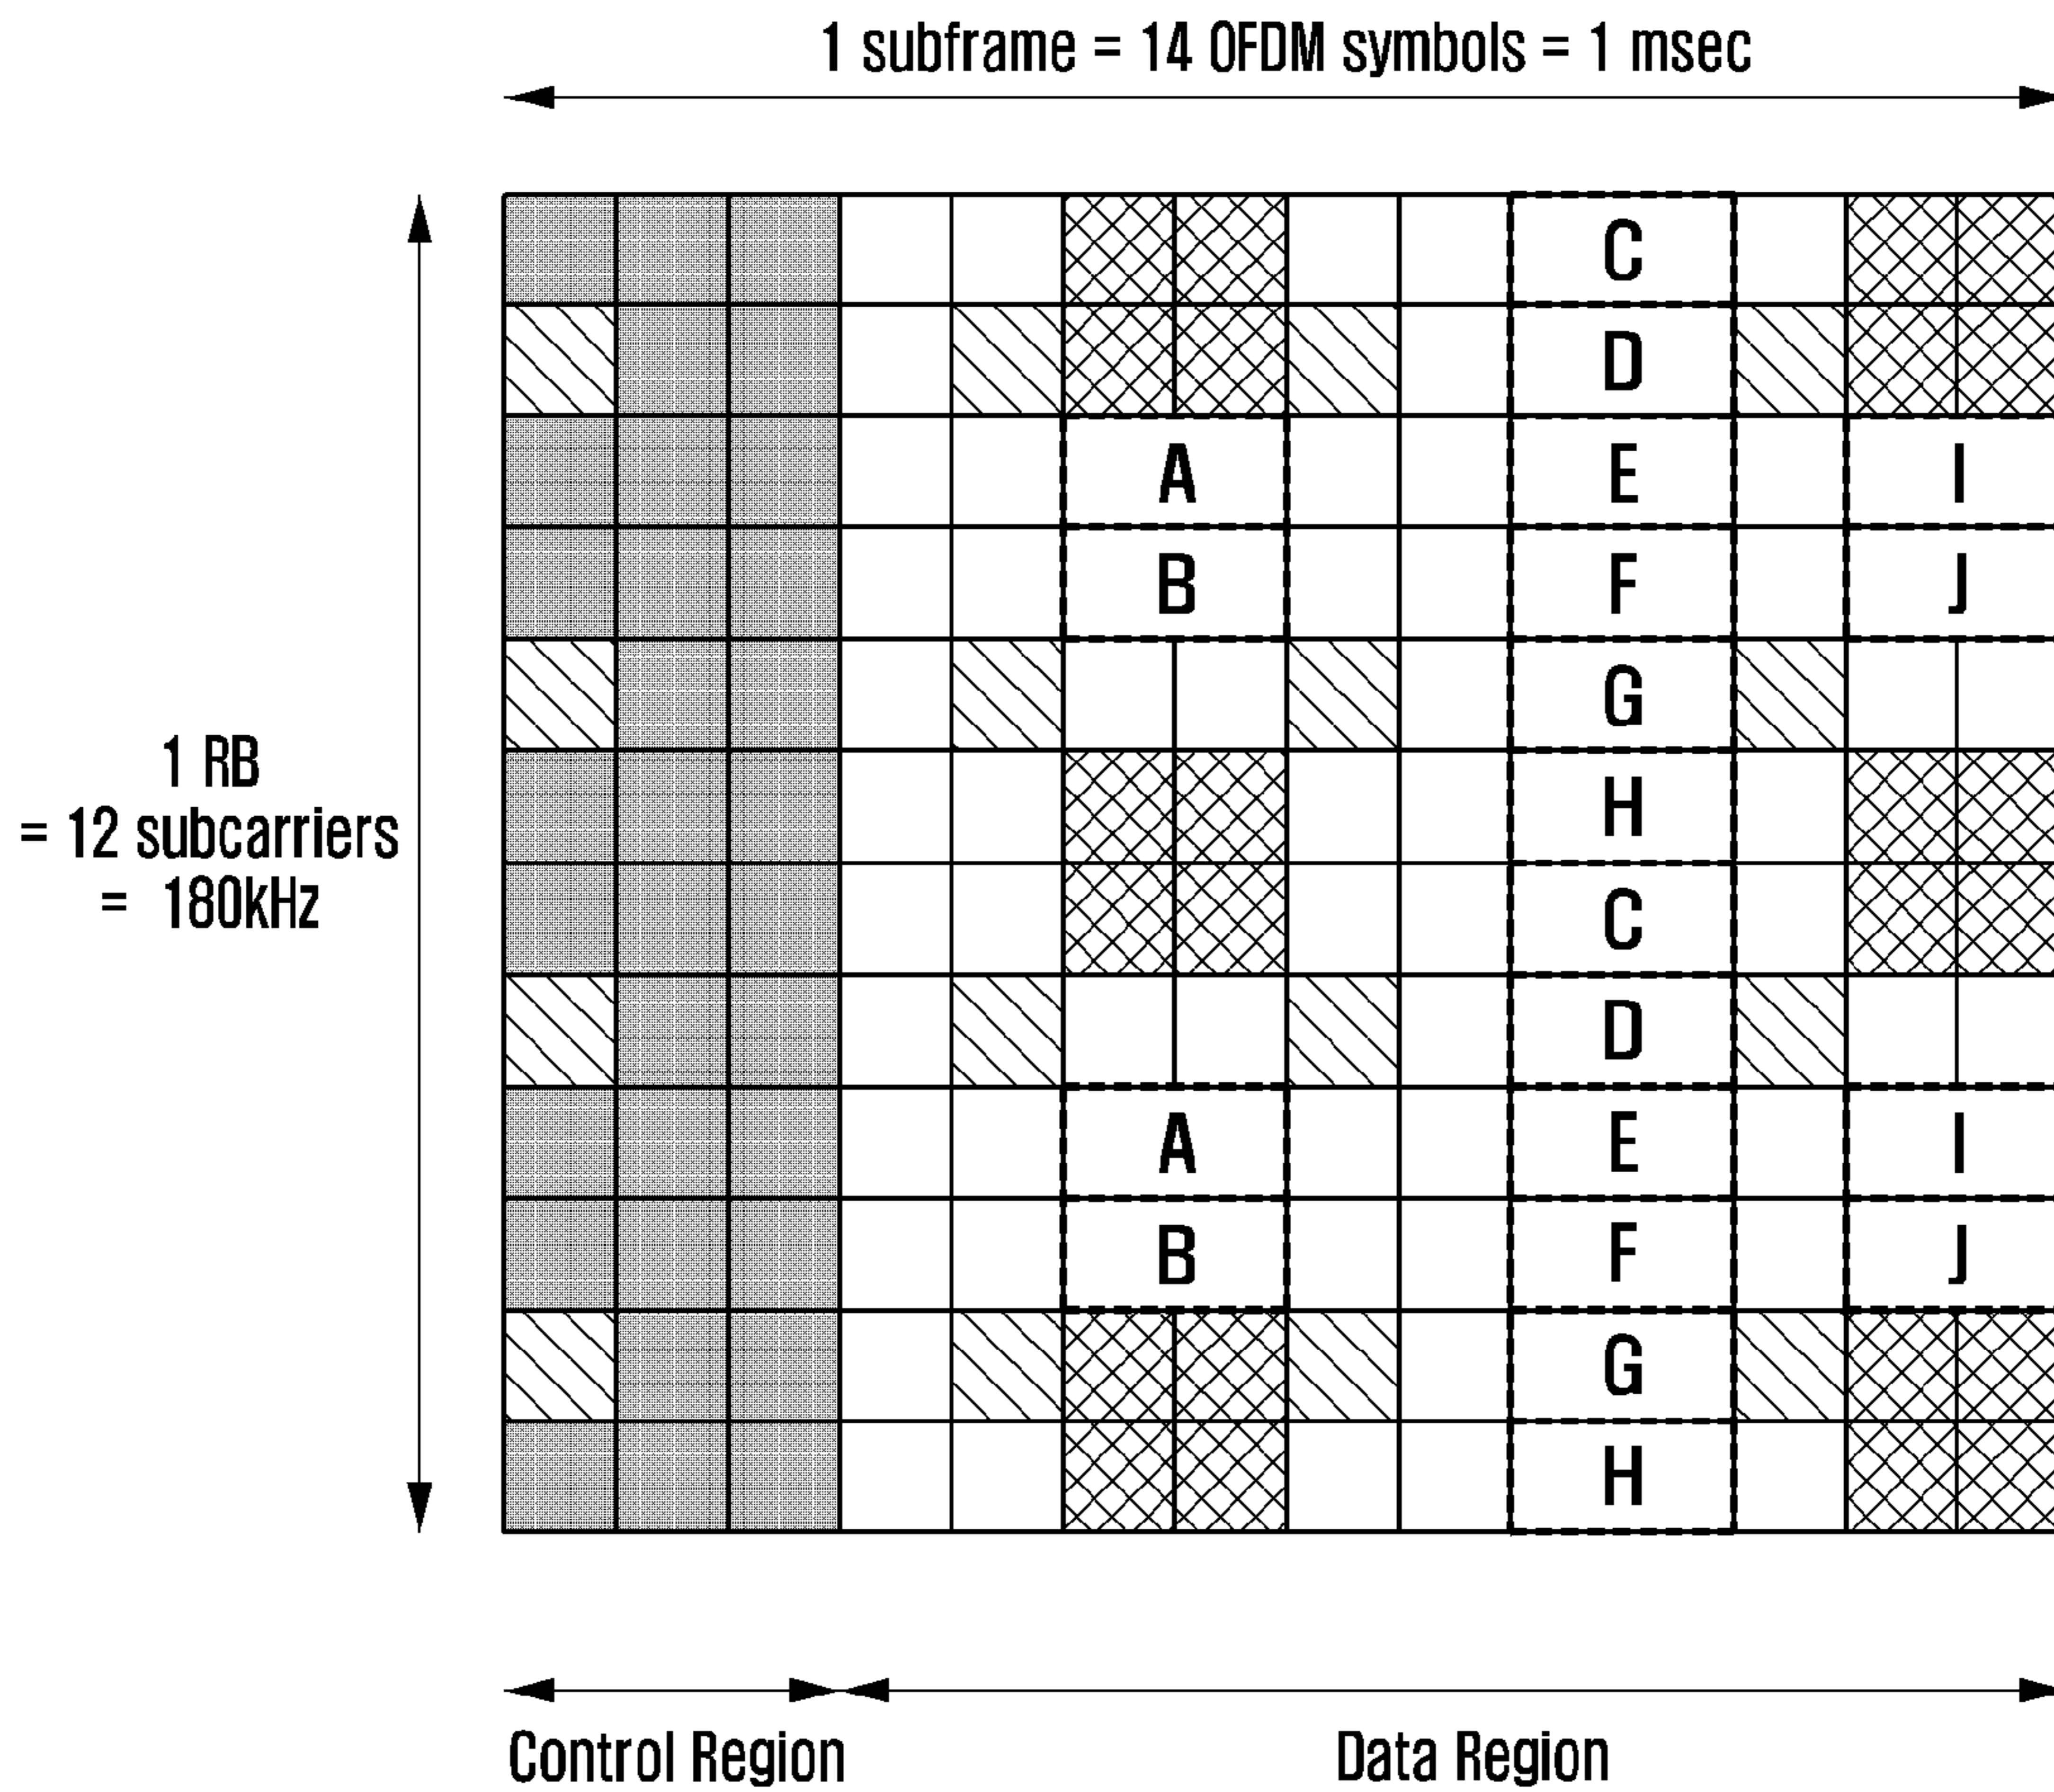 1 subframe = 14 OFDM symbols = 1 msec
C
D
A E I
B F J
G
H
C
D
A E I
B F J
G
H
1 RB
= 12 subcarriers
= 180kHz
Control Region Data Region